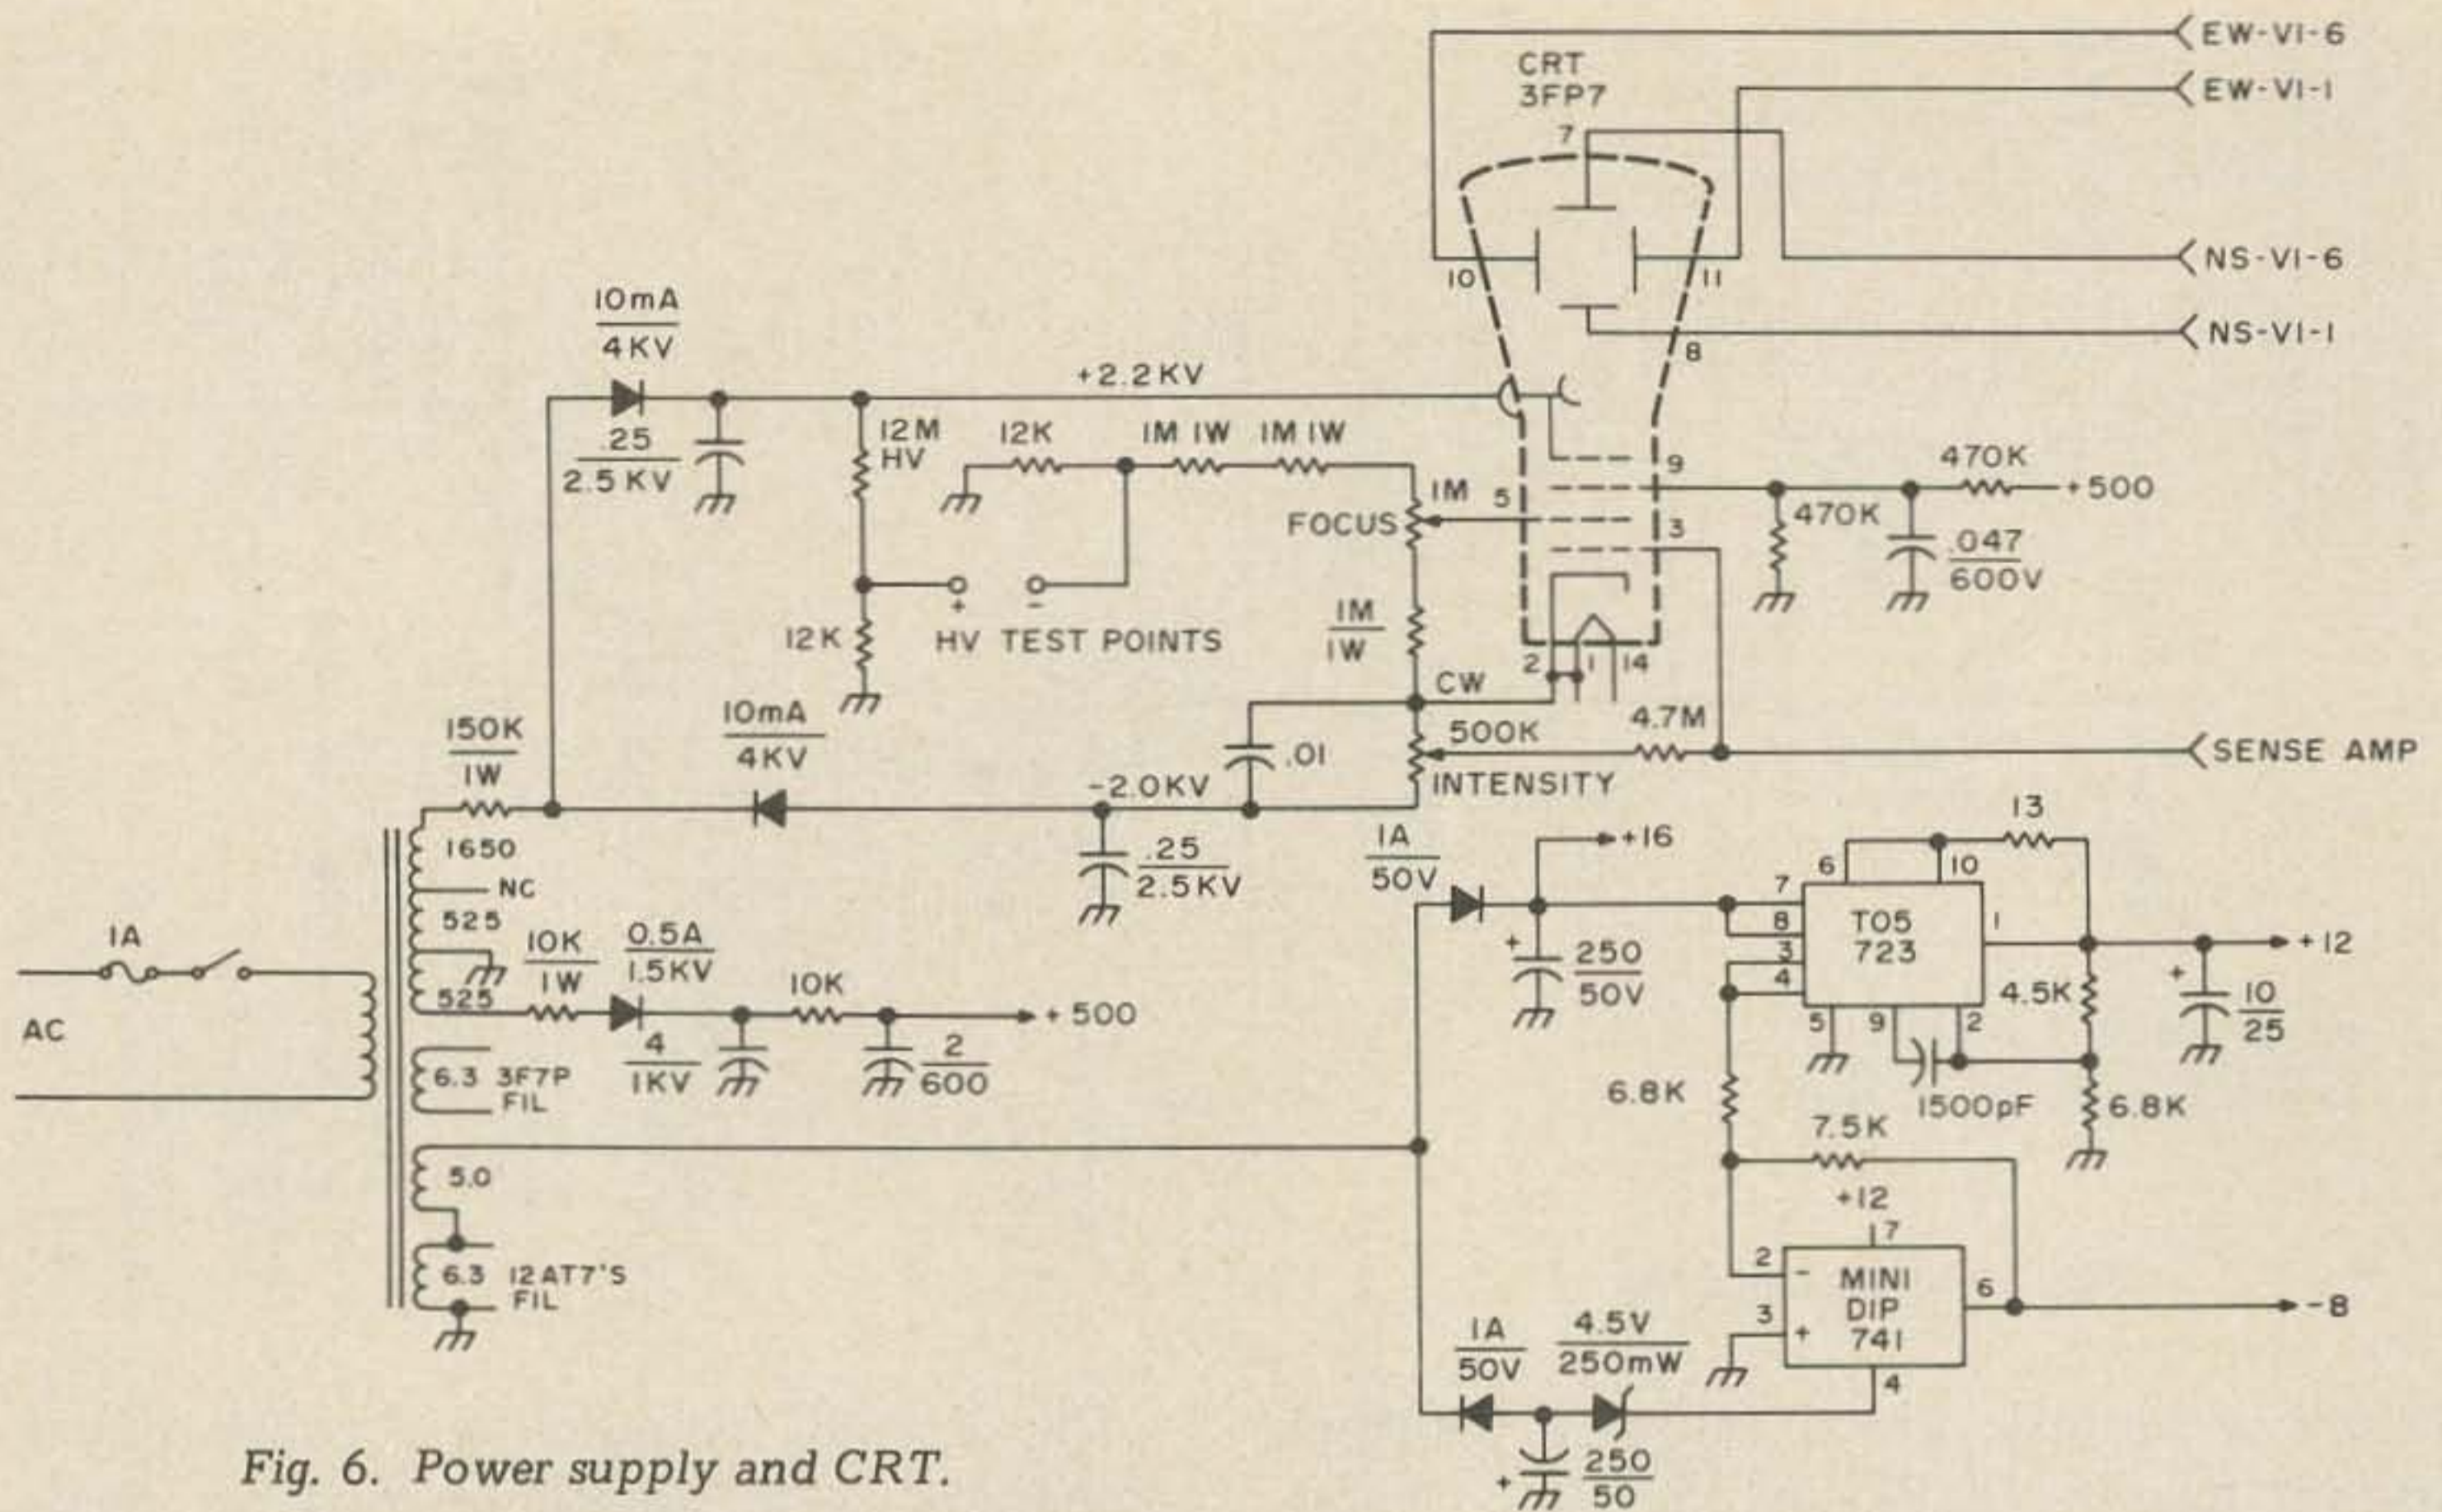 EW-VI-6
CRT
3FP7
EW-VI-1
7
10
11
NS-VI-6
NS-VI-1
8
10mA
4KV
.25
2.5 KV
+2.2KV
12M
HV
12K
1M 1W
1M 1W
1M
FOCUS
5
9
3
470K
+500
470K
.047
600V
12K
+
-
HV TEST POINTS
1M
1W
2
1
14
CW
500K
4.7M
.01
INTENSITY
SENSE AMP
150K
1W
10mA
4KV
-2.0KV
.25
2.5KV
1650
NC
525
525
1A
AC
10K
1W
0.5A
1.5KV
10K
+500
4
1KV
2
600
6.3
3F7P
FIL
5.0
6.3
12AT7'S
FIL
1A
50V
+16
+
250
50V
13
6
10
7
8
3
4
TO5
723
1
+12
5
9
2
4.5K
+
10
25
6.8K
1500pF
6.8K
7.5K
+12
7
2
-
3
+
MINI
DIP
741
6
-8
4
1A
50V
4.5V
250mW
+
250
50
Fig. 6. Power supply and CRT.